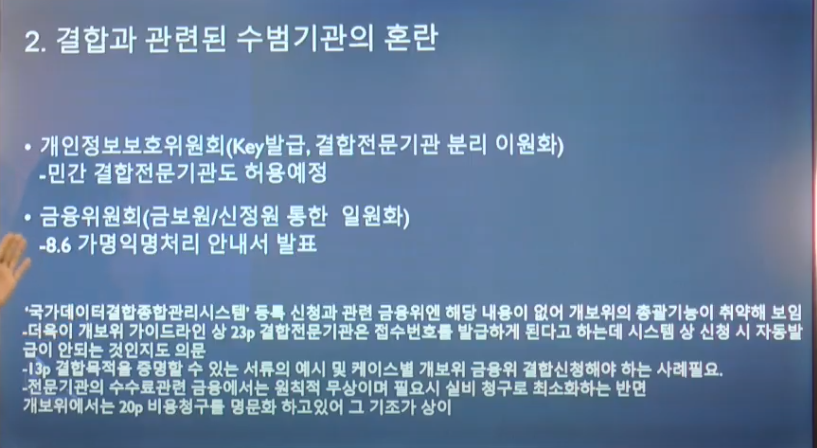 2. 결합과 관련된 수범기관의 혼란
• 개인정보보호위원회(Key발급, 결합전문기관 분리 이원화)
-민간 결합전문기관도 허용예정
• 금융위원회(금보원/신정원 통한 일원화)
-8.6 가명익명처리 안내서 발표
‘국가데이터결합종합관리시스템’ 등록 신청과 관련 금융위엔 해당 내용이 없어 개보위의 총괄기능이 취약해 보임
-더욱이 개보위 가이드라인 상 23p 결합전문기관은 접수번호를 발급하게 된다고 하는데 시스템 상 신청 시 자동발
급이 안되는 것인지도 의문
-13p 결합목적을 증명할 수 있는 서류의 예시 및 케이스별 개보위 금융위 결합신청해야 하는 사례필요.
-전문기관의 수수료관련 금융에서는 원칙적 무상이며 필요시 실비 청구로 최소화하는 반면
개보위에서는 20p 비용청구를 명문화 하고있어 그 기조가 상이